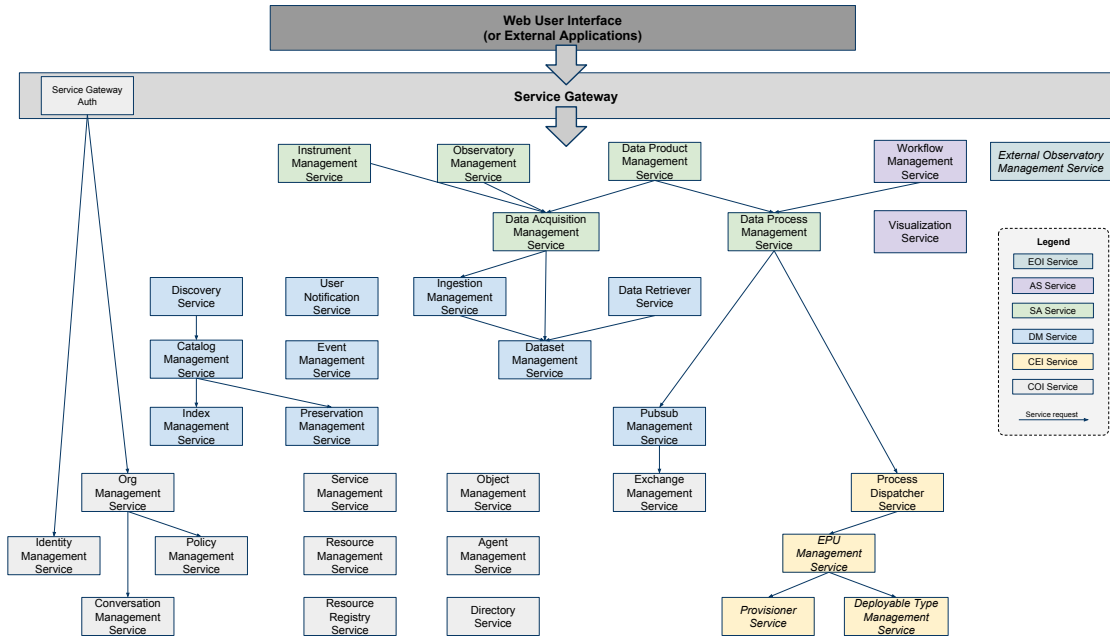 Web User Interface
(or External Applications)
Service Gateway
Auth
Service Gateway
Instrument
Management
Service
Observatory
Management
Service
Data Product
Management
Service
Workflow
Management
Service
External Observatory
Management Service
Data Acquisition
Management
Service
Data Process
Management
Service
Visualization
Service
Legend
EOI Service
AS Service
SA Service
DM Service
CEI Service
COI Service
Service request
Discovery
Service
User
Notification
Service
Ingestion
Management
Service
Data Retriever
Service
Catalog
Management
Service
Event
Management
Service
Dataset
Management
Service
Index
Management
Service
Preservation
Management
Service
Pubsub
Management
Service
Org
Management
Service
Service
Management
Service
Object
Management
Service
Exchange
Management
Service
Process
Dispatcher
Service
Identity
Management
Service
Policy
Management
Service
Resource
Management
Service
Agent
Management
Service
EPU
Management
Service
Conversation
Management
Service
Resource
Registry
Service
Directory
Service
Provisioner
Service
Deployable Type
Management
Service